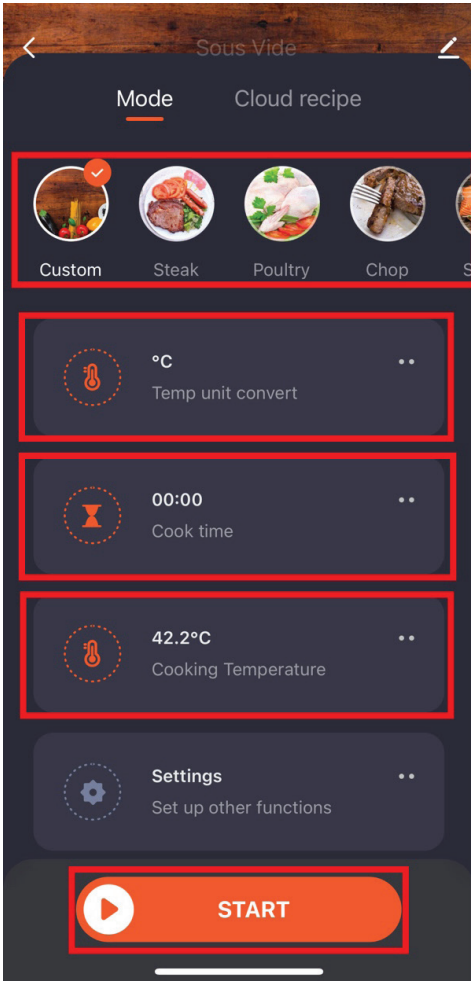 Sous Vide
Mode Cloud recipe
Custom Steak Poultry Chop S
°C
Temp unit convert
00:00
Cook time
42.2°C
Cooking Temperature
Settings
Set up other functions
START